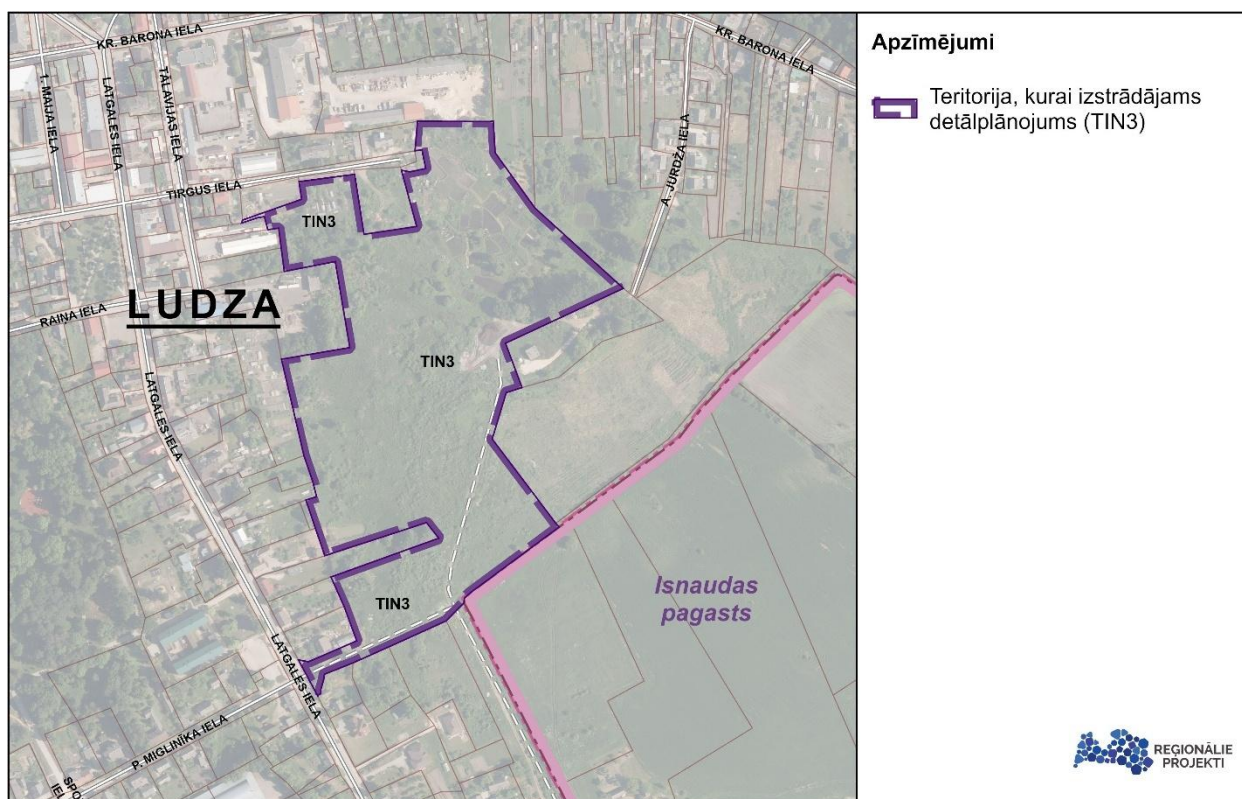 KR. BARONA IELA
KR. BARONA IELA
1. MAIJA IELA
LATGALES IELA
TĀLAVIJAS IELA
TIRGUS IELA
A. JURDŽA IELA
TIN3
RAIŅA IELA
LUDZA
TIN3
LATGALES IELA
TIN3
Isnaudas
pagasts
LATGALES IELA
P. MIGLINĪKA IELA
Apzīmējumi
Teritorija, kurai izstrādājams
detālplānojums (TIN3)
REĢIONĀLIE
PROJEKTI